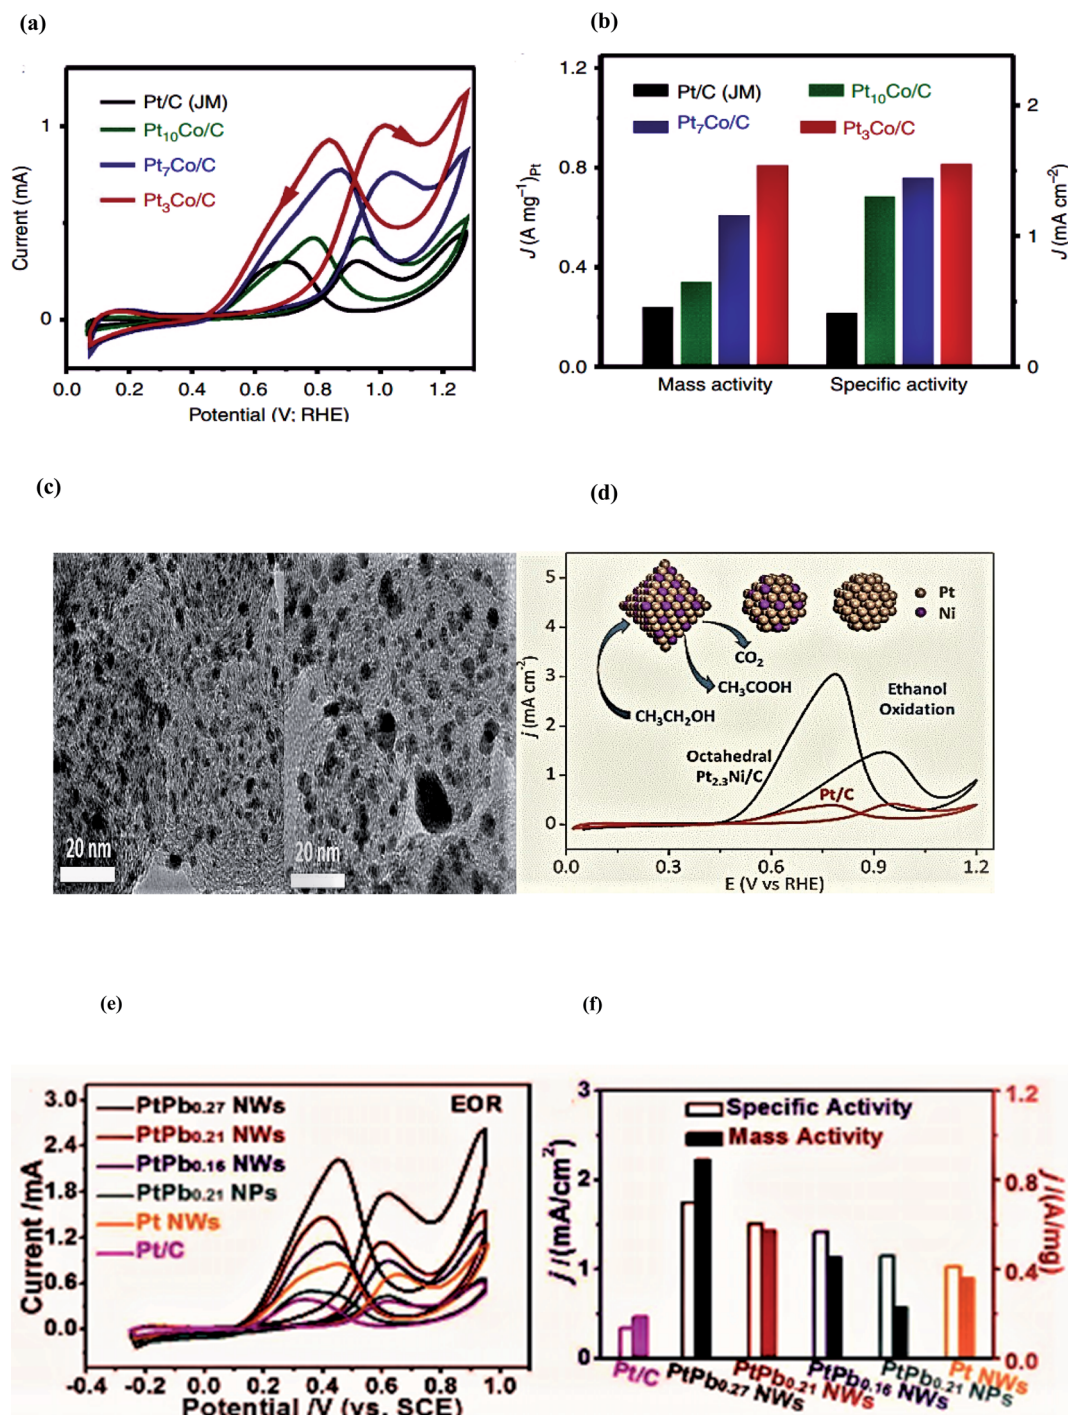 (a)
Pt/C (JM)
Pt10Co/C
Pt7Co/C
Pt3Co/C
Current (mA)
1
0
0.0 0.2 0.4 0.6 0.8 1.0 1.2
Potential (V; RHE)
(b)
Pt/C (JM)
Pt10Co/C
Pt7Co/C
Pt3Co/C
J (A mg−1)Pt
1.2
0.8
0.4
0.0
J (mA cm−2)
2
1
0
Mass activity Specific activity
(c)
20 nm
20 nm
(d)
Pt
Ni
CO2
CH3COOH
CH3CH2OH
Ethanol
Oxidation
Octahedral
Pt2.3Ni/C
Pt/C
j (mA cm-2)
5
4
3
2
1
0
0.0 0.3 0.6 0.9 1.2
E (V vs RHE)
(e)
PtPb0.27 NWs
PtPb0.21 NWs
PtPb0.16 NWs
PtPb0.21 NPs
Pt NWs
Pt/C
EOR
Current /mA
3.0
2.4
1.8
1.2
0.6
0.0
-0.4 -0.2 0.0 0.2 0.4 0.6 0.8 1.0
Potential /V (vs. SCE)
(f)
Specific Activity
Mass Activity
j /(mA/cm2)
3
2
1
0
j /(A/mg)
1.2
0.8
0.4
0.0
Pt/C
PtPb0.27 NWs
PtPb0.21 NWs
PtPb0.16 NWs
PtPb0.21 NPs
Pt NWs